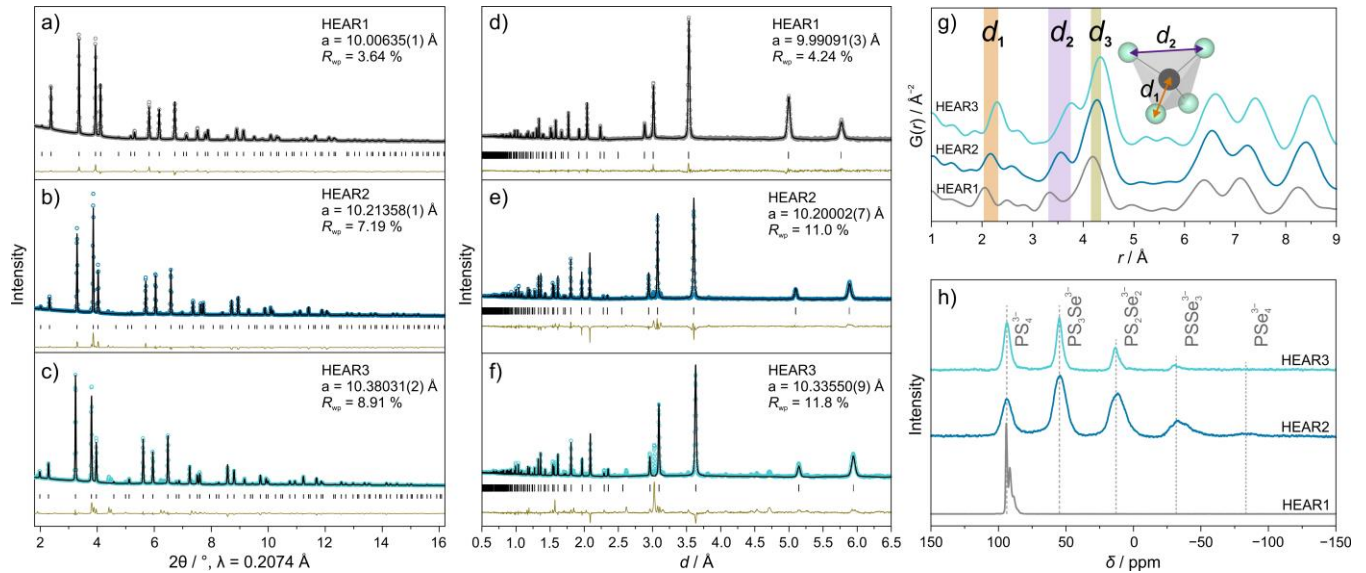 a)
HEAR1
a = 10.00635(1) Å
Rwp = 3.64 %
b)
HEAR2
a = 10.21358(1) Å
Rwp = 7.19 %
c)
HEAR3
a = 10.38031(2) Å
Rwp = 8.91 %
Intensity
2 4 6 8 10 12 14 16
2θ / °, λ = 0.2074 Å
d)
HEAR1
a = 9.99091(3) Å
Rwp = 4.24 %
e)
HEAR2
a = 10.20002(7) Å
Rwp = 11.0 %
f)
HEAR3
a = 10.33550(9) Å
Rwp = 11.8 %
Intensity
0.5 1.0 1.5 2.0 2.5 3.0 3.5 4.0 4.5 5.0 5.5 6.0 6.5
d / Å
g)
d1 d2 d3
d2
d1
HEAR3
HEAR2
HEAR1
G(r) / Å⁻²
1 2 3 4 5 6 7 8 9
r / Å
h)
PS₄³⁻
PS₃Se³⁻
PS₂Se₂³⁻
PSSe₃³⁻
PSe₄³⁻
HEAR3
HEAR2
HEAR1
Intensity
150 100 50 0 −50 −100 −150
δ / ppm